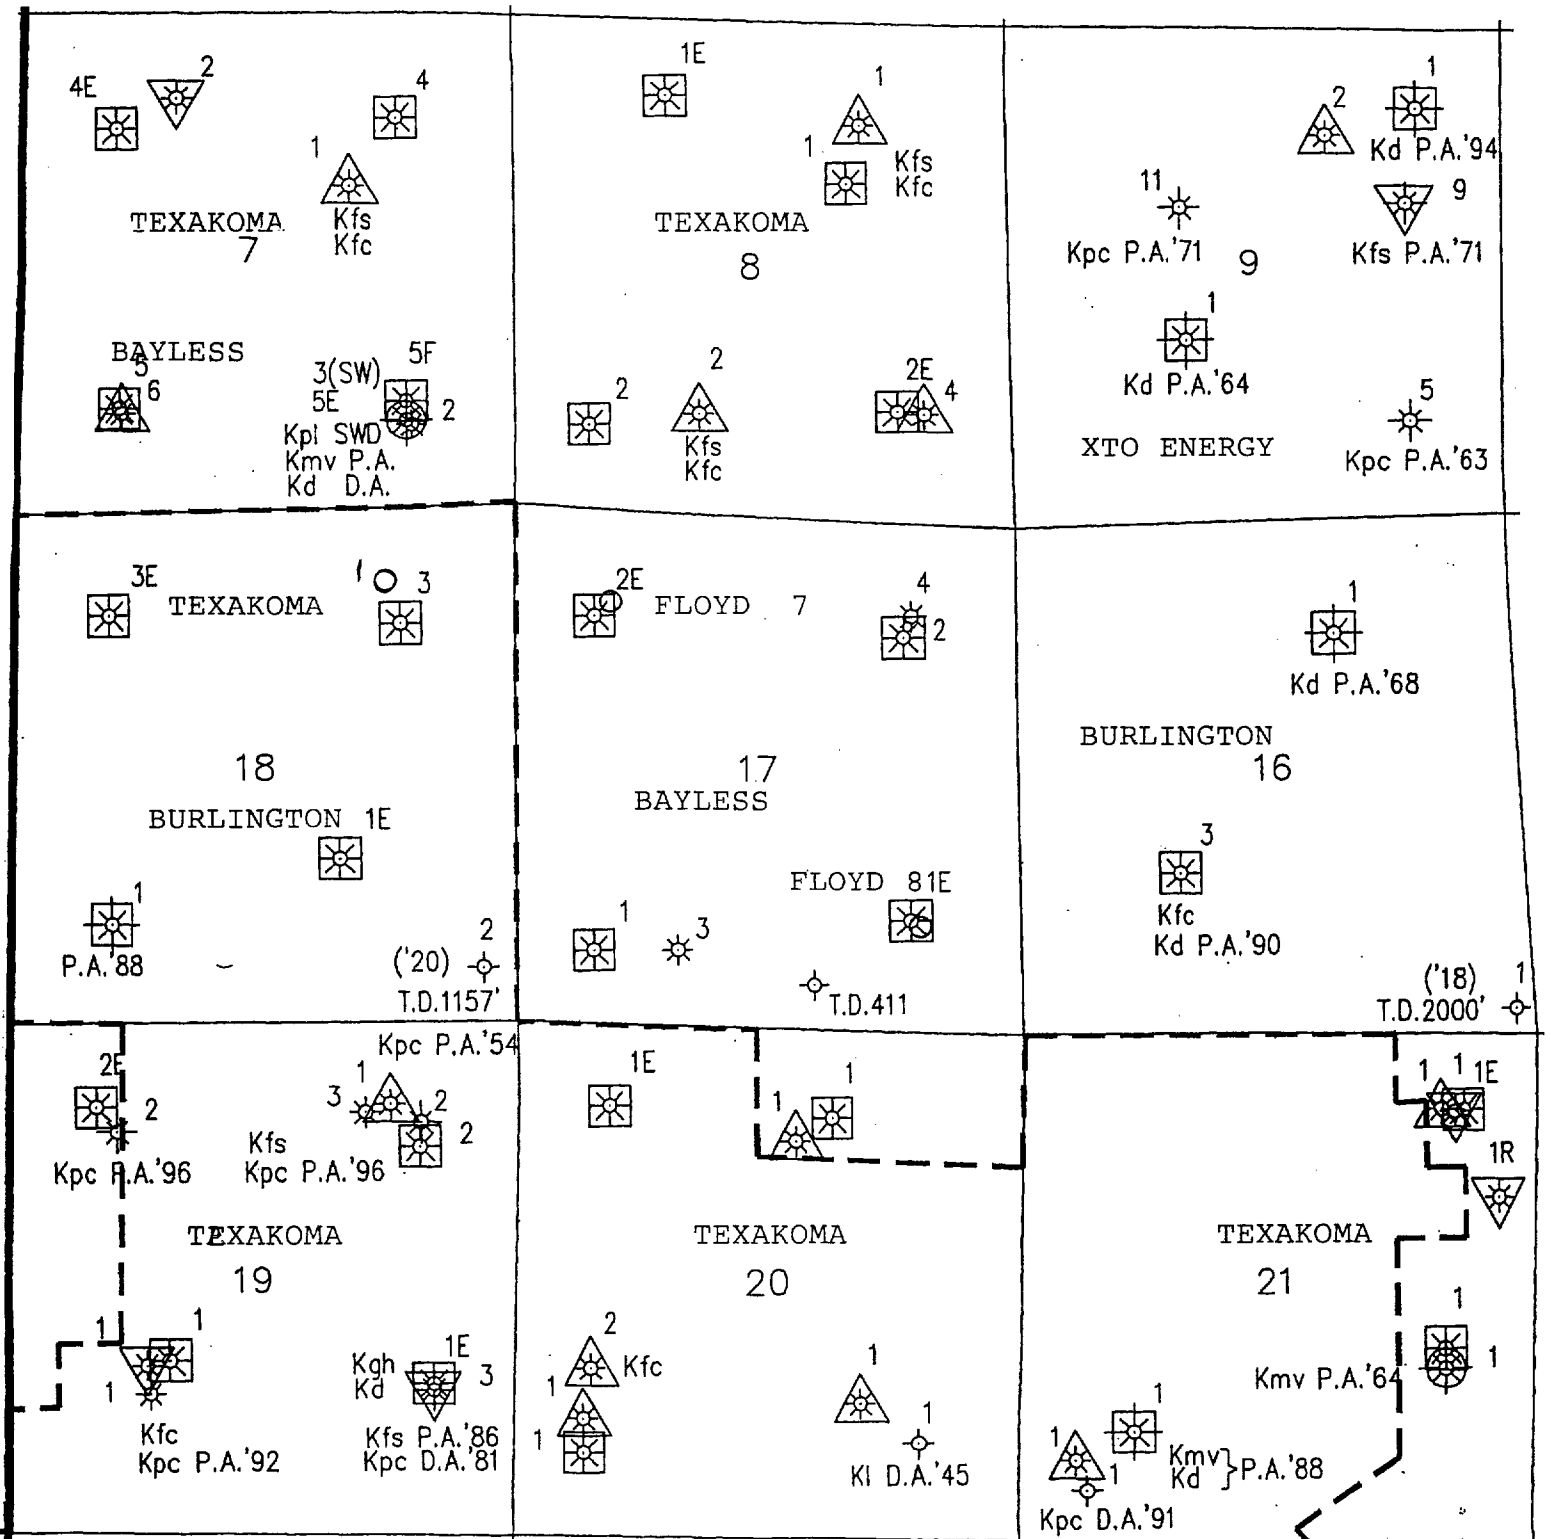 4E
2
4
1
TEXAKOMA
7
Kfs
Kfc
BAYLESS
5
6
3(SW)
5F
5E
2
Kpl SWD
Kmv P.A.
Kd D.A.
1E
1
1
Kfs
Kfc
TEXAKOMA
8
2
2
2E
4
Kfs
Kfc
1
2
Kd P.A.'94
11
9
Kpc P.A.'71
9
Kfs P.A.'71
1
Kd P.A.'64
5
XTO ENERGY
Kpc P.A.'63
3E
TEXAKOMA
1
3
18
BURLINGTON
1E
1
P.A.'88
2
('20)
T.D.1157'
2E
FLOYD 7
4
2
17
BAYLESS
FLOYD 8
1E
1
3
T.D.411
1
Kd P.A.'68
BURLINGTON
16
3
Kfc
Kd P.A.'90
('18)
1
T.D.2000'
Kpc P.A.'54
2E
2
Kpc P.A.'96
1
3
2
2
Kfs
Kpc P.A.'96
TEXAKOMA
19
1
1
1
Kfc
Kpc P.A.'92
1E
Kgh
Kd
3
Kfs P.A.'86
Kpc D.A.'81
1E
1
1
TEXAKOMA
20
2
Kfc
1
1
1
1
Kl D.A.'45
1
1
1E
1R
TEXAKOMA
21
1
1
Kmv P.A.'64
1
1
Kmv
Kd }P.A.'88
1
Kpc D.A.'91